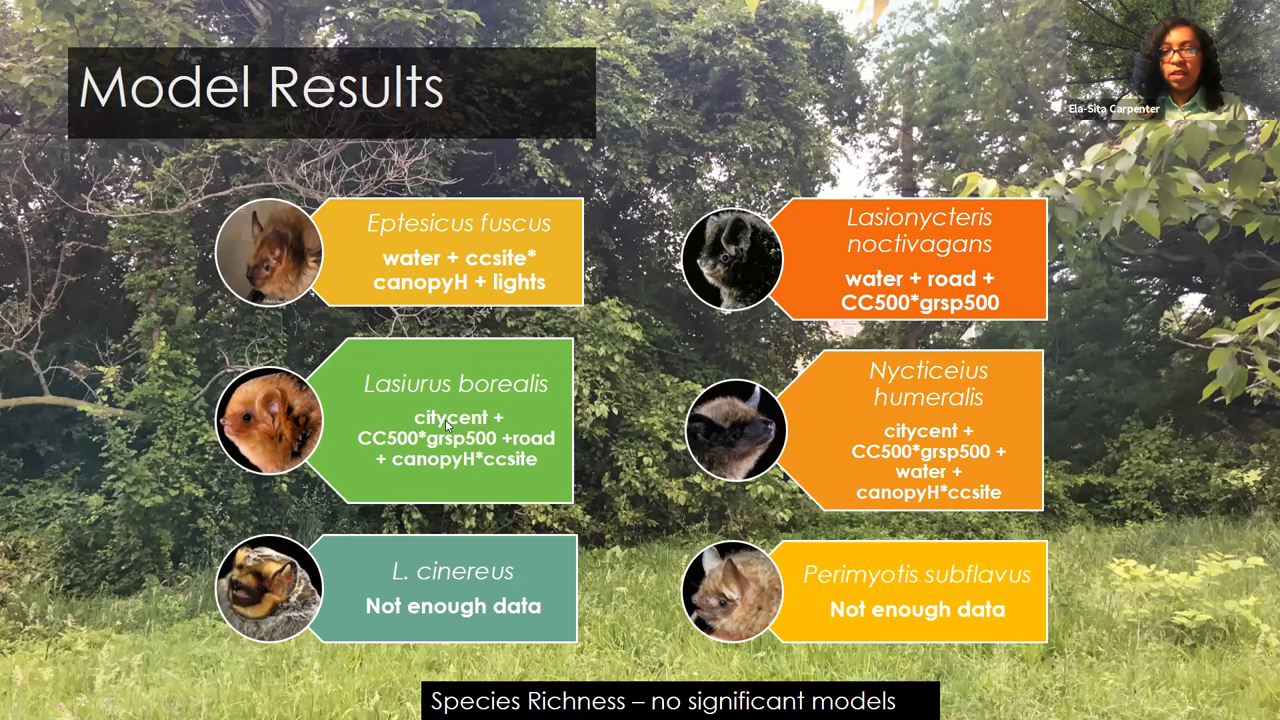 Model Results
Ela-Sita Carpenter
Eptesicus fuscus
water + ccsite*
canopyH + lights
Lasionycteris
noctivagans
water + road +
CC500*grsp500
Lasiurus borealis
citycent +
CC500*grsp500 +road
+ canopyH*ccsite
Nycticeius
humeralis
citycent +
CC500*grsp500 +
water +
canopyH*ccsite
L. cinereus
Not enough data
Perimyotis subflavus
Not enough data
Species Richness – no significant models